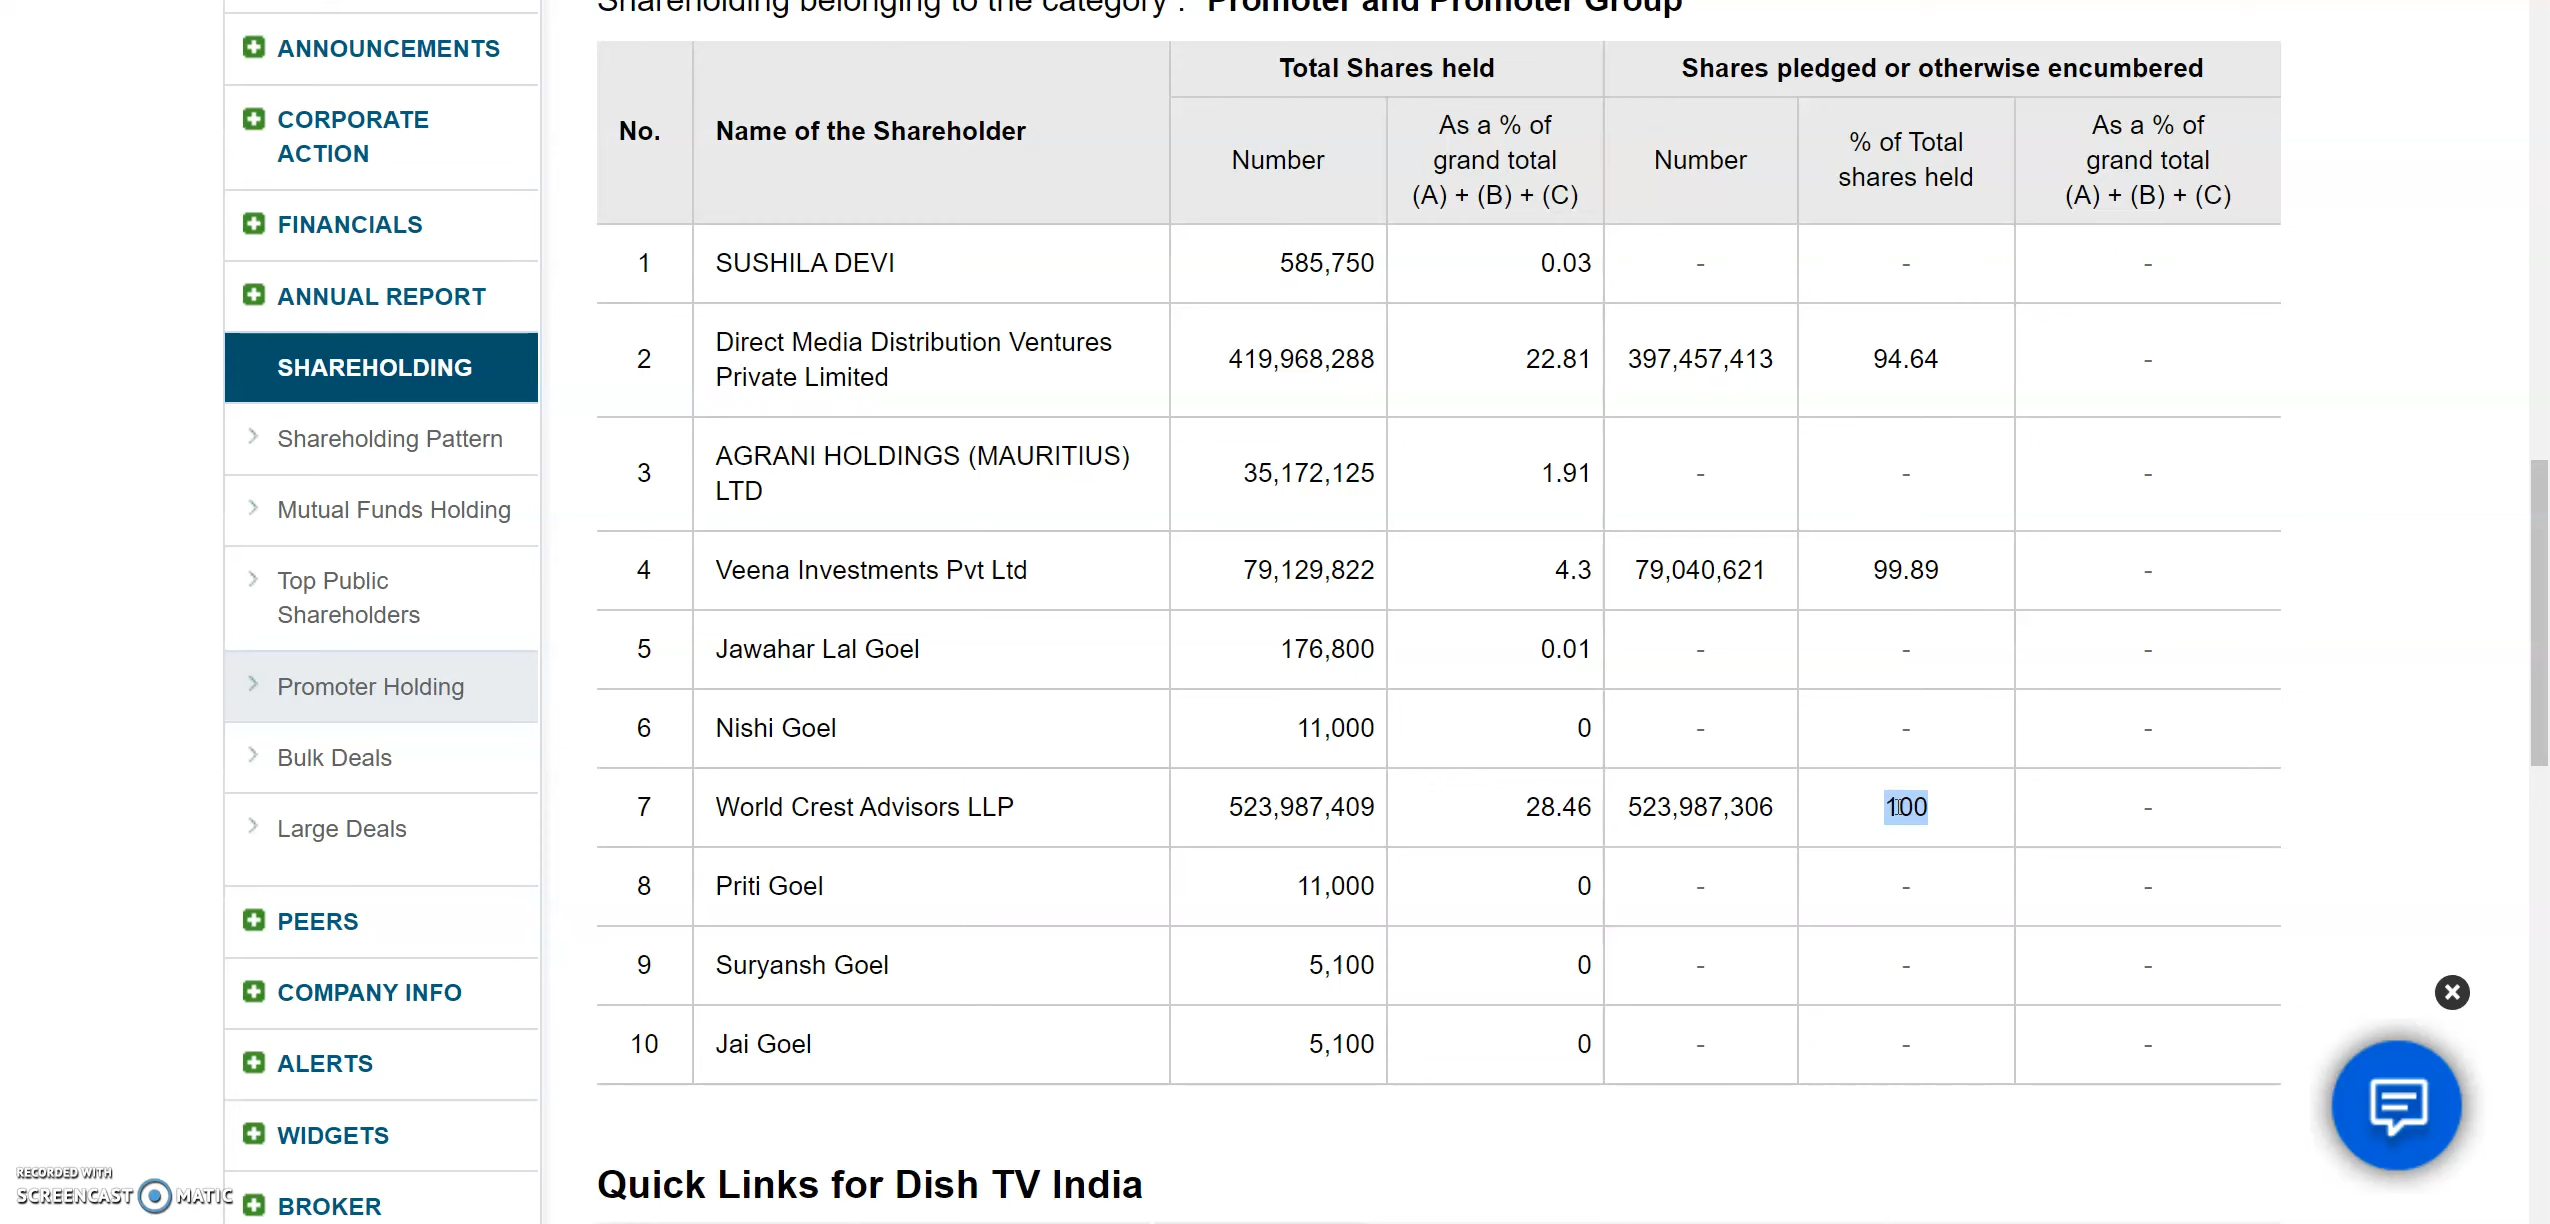 Shareholding belonging to the category : Promoter and Promoter Group
ANNOUNCEMENTS
CORPORATE
ACTION
FINANCIALS
ANNUAL REPORT
SHAREHOLDING
Shareholding Pattern
Mutual Funds Holding
Top Public
Shareholders
Promoter Holding
Bulk Deals
Large Deals
PEERS
COMPANY INFO
ALERTS
WIDGETS
BROKER
No. Name of the Shareholder Total Shares held Shares pledged or otherwise encumbered
Number As a % of grand total (A) + (B) + (C) Number % of Total shares held As a % of grand total (A) + (B) + (C)
1 SUSHILA DEVI 585,750 0.03 - - -
2 Direct Media Distribution Ventures Private Limited 419,968,288 22.81 397,457,413 94.64 -
3 AGRANI HOLDINGS (MAURITIUS) LTD 35,172,125 1.91 - - -
4 Veena Investments Pvt Ltd 79,129,822 4.3 79,040,621 99.89 -
5 Jawahar Lal Goel 176,800 0.01 - - -
6 Nishi Goel 11,000 0 - - -
7 World Crest Advisors LLP 523,987,409 28.46 523,987,306 100 -
8 Priti Goel 11,000 0 - - -
9 Suryansh Goel 5,100 0 - - -
10 Jai Goel 5,100 0 - - -
Quick Links for Dish TV India
RECORDED WITH
SCREENCAST MATIC